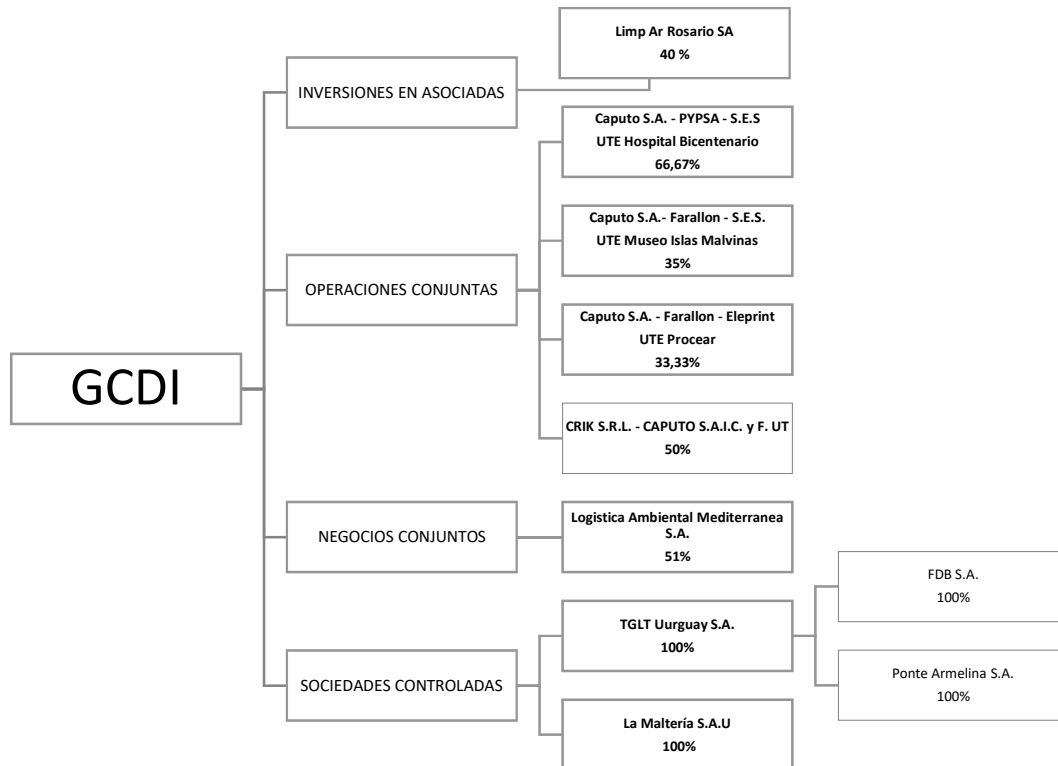 GCDI
INVERSIONES EN ASOCIADAS
Limp Ar Rosario SA
40 %
OPERACIONES CONJUNTAS
Caputo S.A. - PYPSA - S.E.S
UTE Hospital Bicentenario
66,67%
Caputo S.A.- Farallon - S.E.S.
UTE Museo Islas Malvinas
35%
Caputo S.A. - Farallon - Eleprint
UTE Procear
33,33%
CRIK S.R.L. - CAPUTO S.A.I.C. y F. UT
50%
NEGOCIOS CONJUNTOS
Logistica Ambiental Mediterranea
S.A.
51%
SOCIEDADES CONTROLADAS
TGLT Uurguay S.A.
100%
FDB S.A.
100%
Ponte Armelina S.A.
100%
La Maltería S.A.U
100%